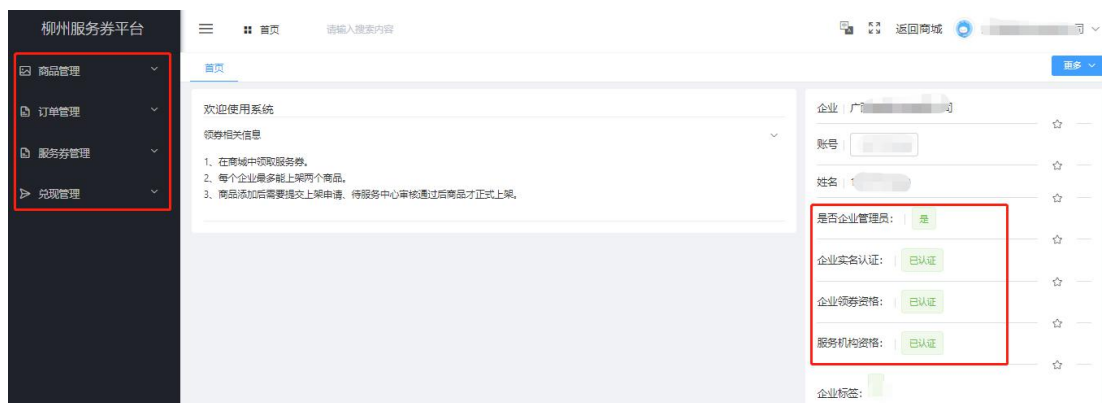 柳州服务券平台
首页
请输入搜索内容
返回商城
司
商品管理
订单管理
服务券管理
兑现管理
首页
更多
欢迎使用系统
领券相关信息
1、在商城中领取服务券。
2、每个企业最多能上架两个商品。
3、商品添加后需要提交上架申请、待服务中心审核通过后商品才正式上架。
企业 广
账号
姓名
是否企业管理员： 是
企业实名认证： 已认证
企业领券资格： 已认证
服务机构资格： 已认证
企业标签：